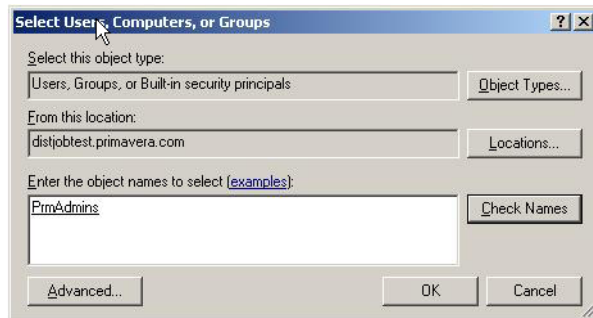 Select Users, Computers, or Groups
Select this object type:
Users, Groups, or Built-in security principals
Object Types...
From this location:
distjobtest.primavera.com
Locations...
Enter the object names to select (examples):
PrmAdmins
Check Names
Advanced...
OK
Cancel